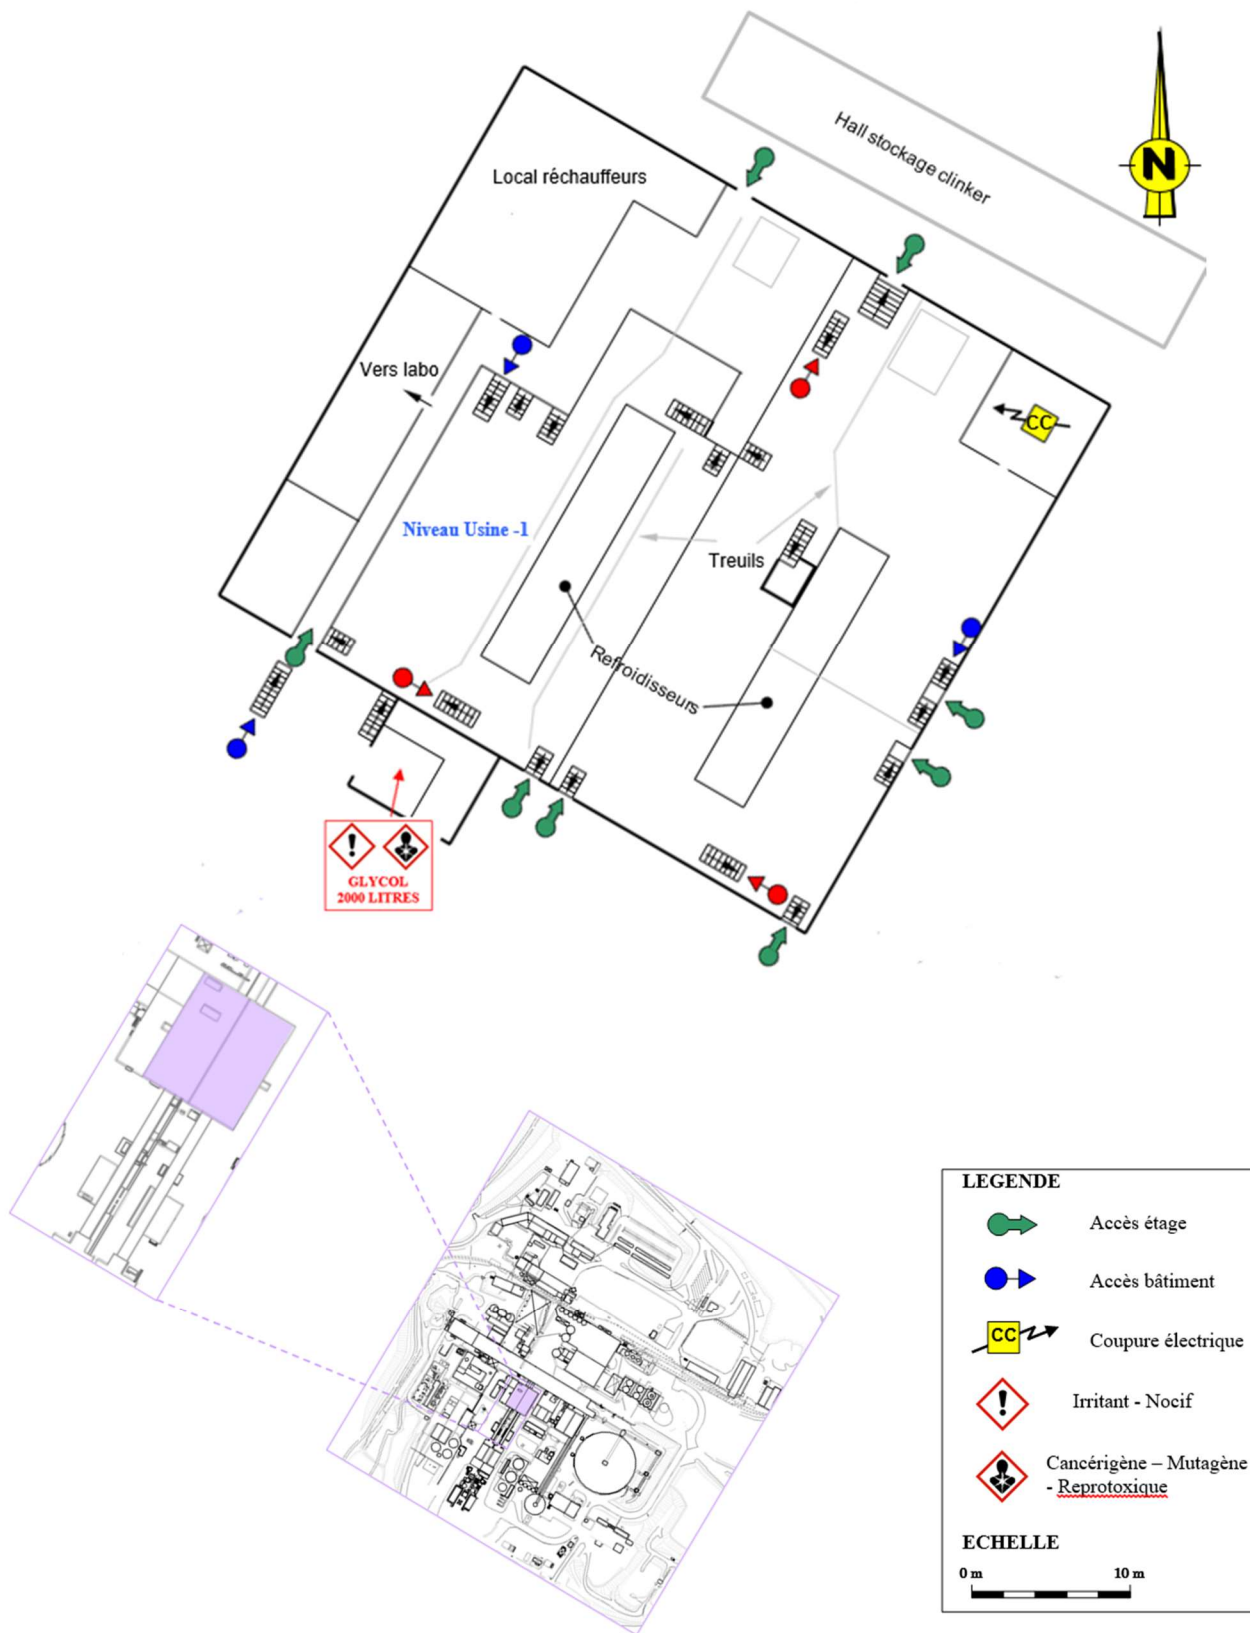 Hall stockage clinker
N
Local réchauffeurs
Vers labo
CC
Niveau Usine -1
Treuils
Refroidisseurs
!
GLYCOL
2000 LITRES
LEGENDE
Accès étage
Accès bâtiment
CC
Coupure électrique
!
Irritant - Nocif
Cancérigène – Mutagène
- Reprotoxique
ECHELLE
0 m 10 m